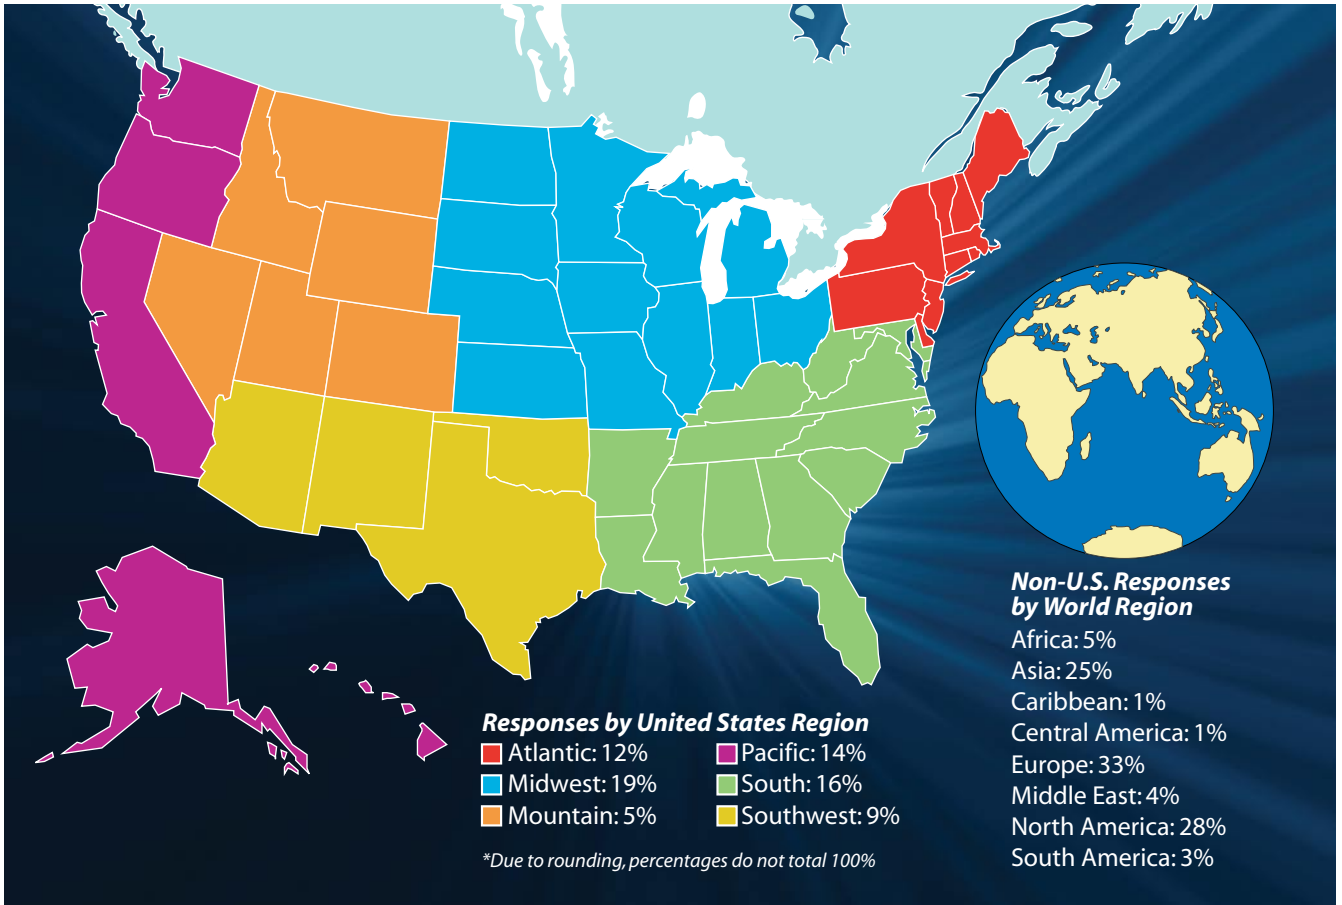 Non-U.S. Responses
by World Region
Africa: 5%
Asia: 25%
Caribbean: 1%
Central America: 1%
Europe: 33%
Middle East: 4%
North America: 28%
South America: 3%
Responses by United States Region
Atlantic: 12%
Pacific: 14%
Midwest: 19%
South: 16%
Mountain: 5%
Southwest: 9%
*Due to rounding, percentages do not total 100%